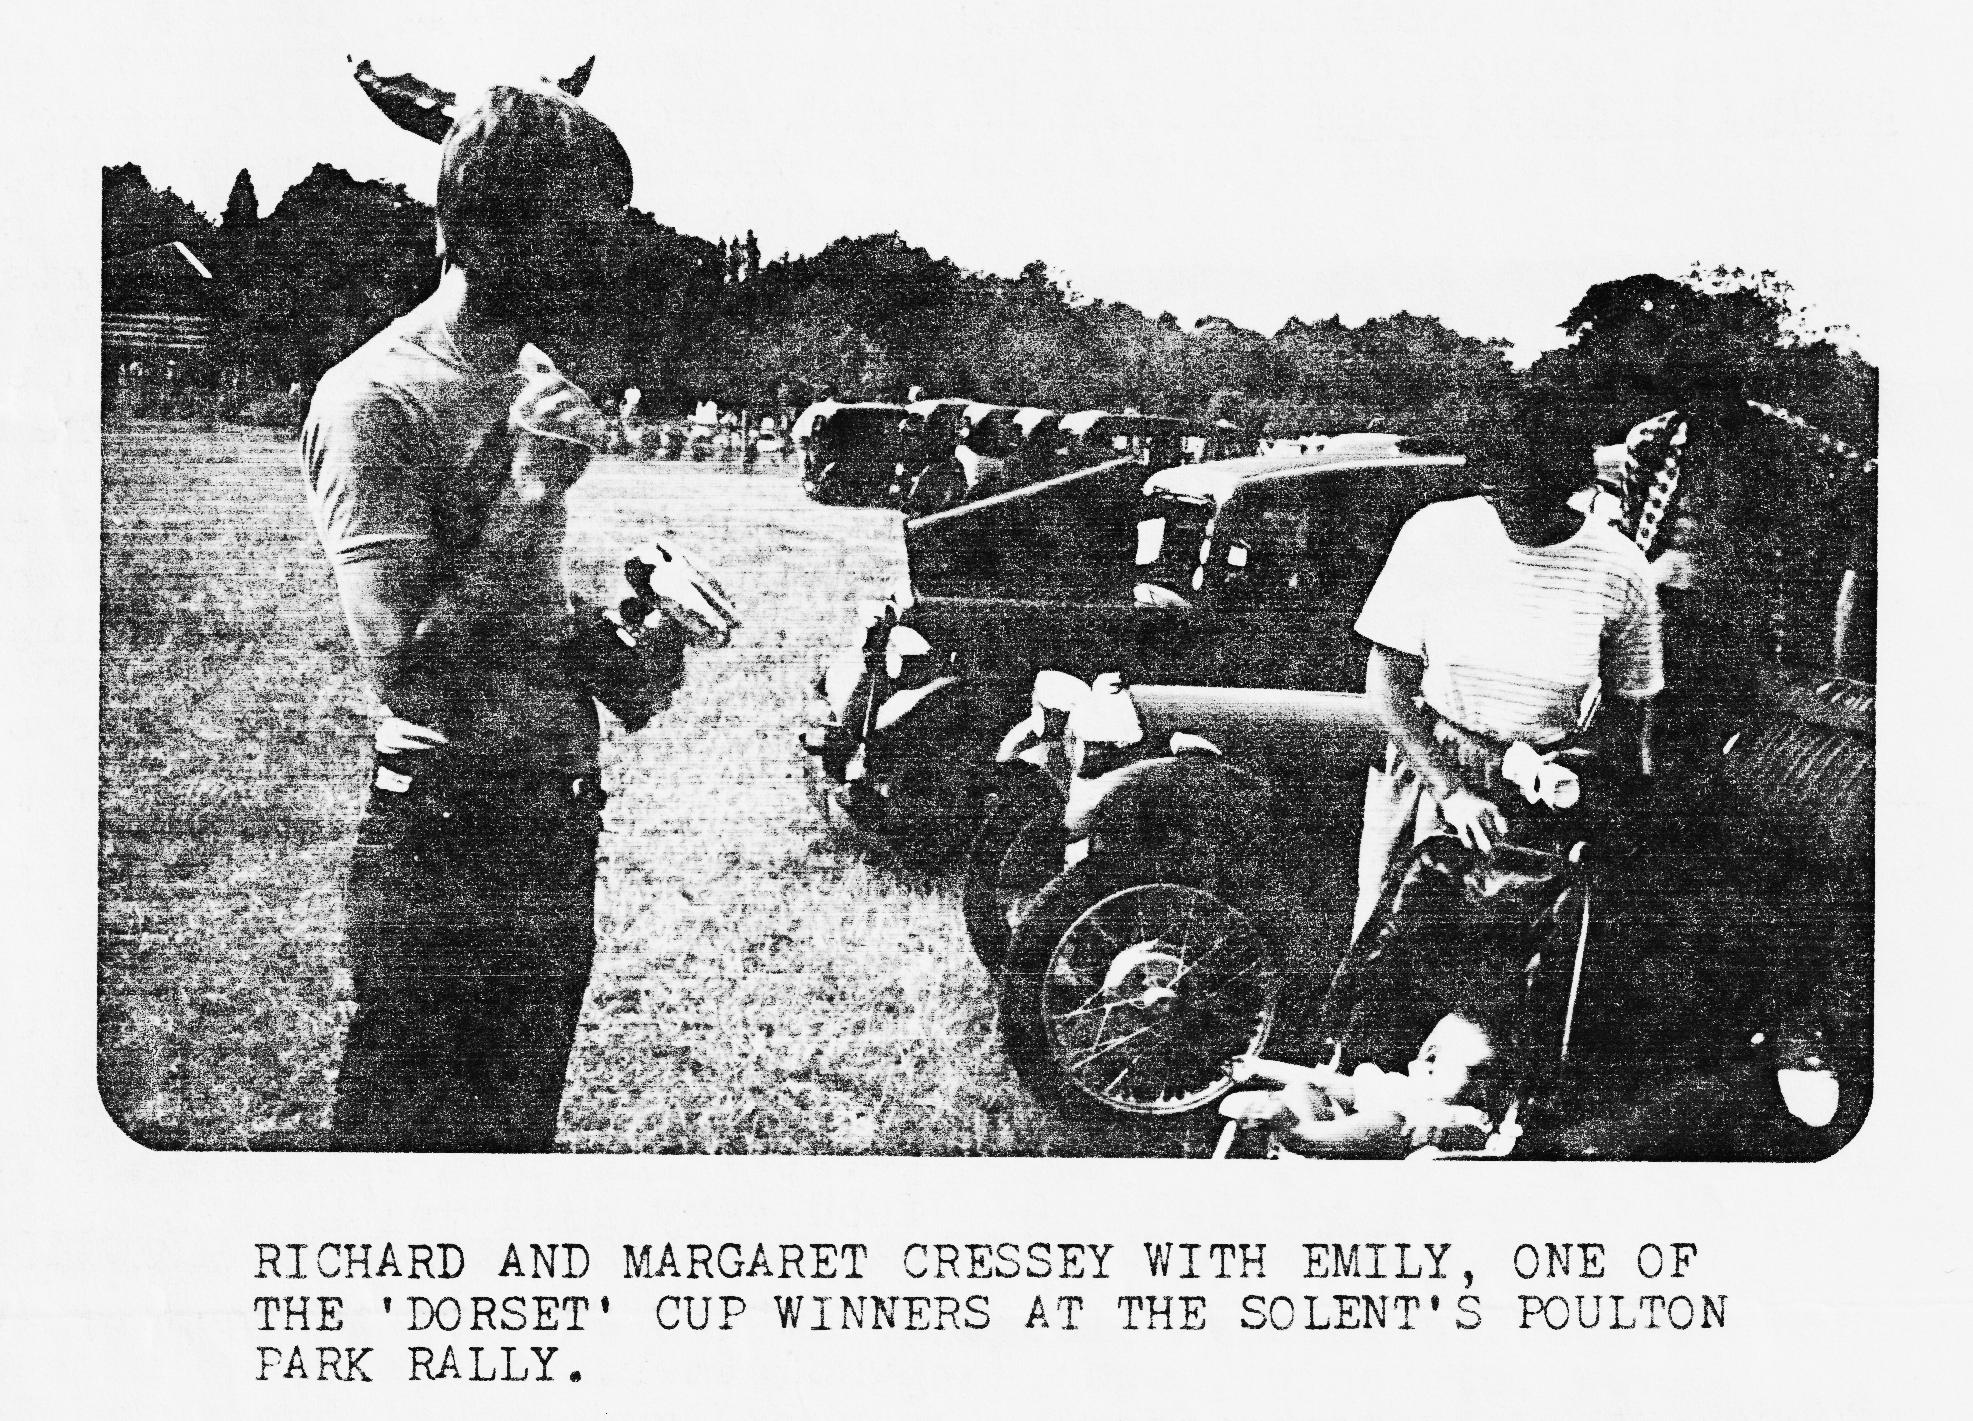 RICHARD AND MARGARET CRESSEY WITH EMILY, ONE OF
THE 'DORSET' CUP WINNERS AT THE SOLENT'S POULTON
PARK RALLY.